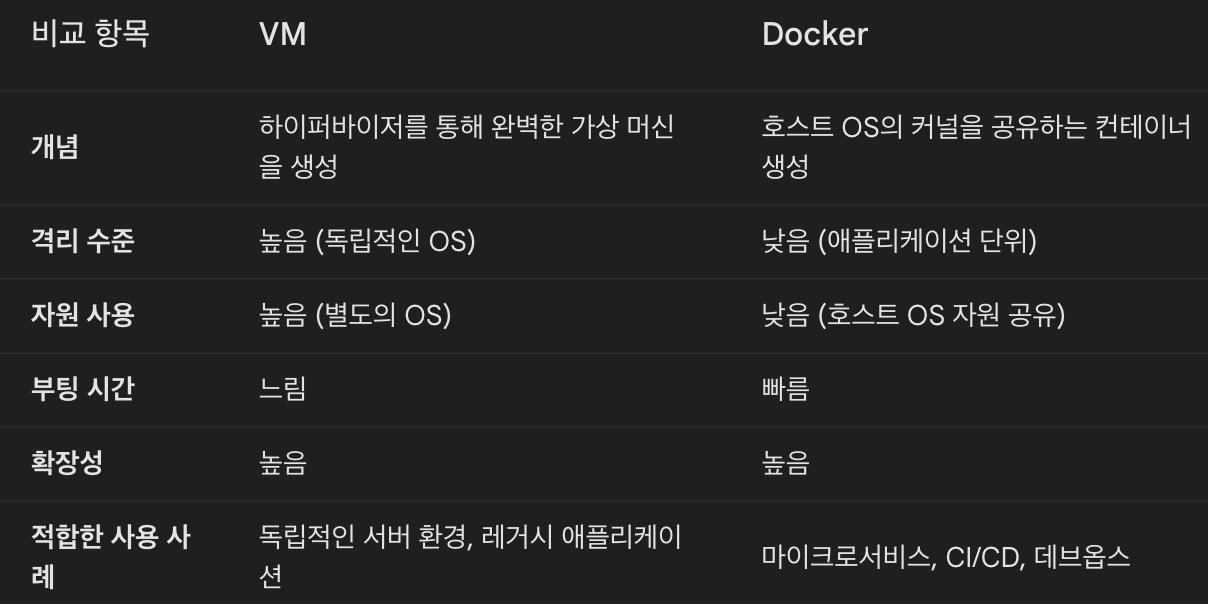 비교 항목 VM Docker
개념 하이퍼바이저를 통해 완벽한 가상 머신 호스트 OS의 커널을 공유하는 컨테이너
을 생성 생성
격리 수준 높음 (독립적인 OS) 낮음 (애플리케이션 단위)
자원 사용 높음 (별도의 OS) 낮음 (호스트 OS 자원 공유)
부팅 시간 느림 빠름
확장성 높음 높음
적합한 사용 사 독립적인 서버 환경, 레거시 애플리케이 마이크로서비스, CI/CD, 데브옵스
례 션